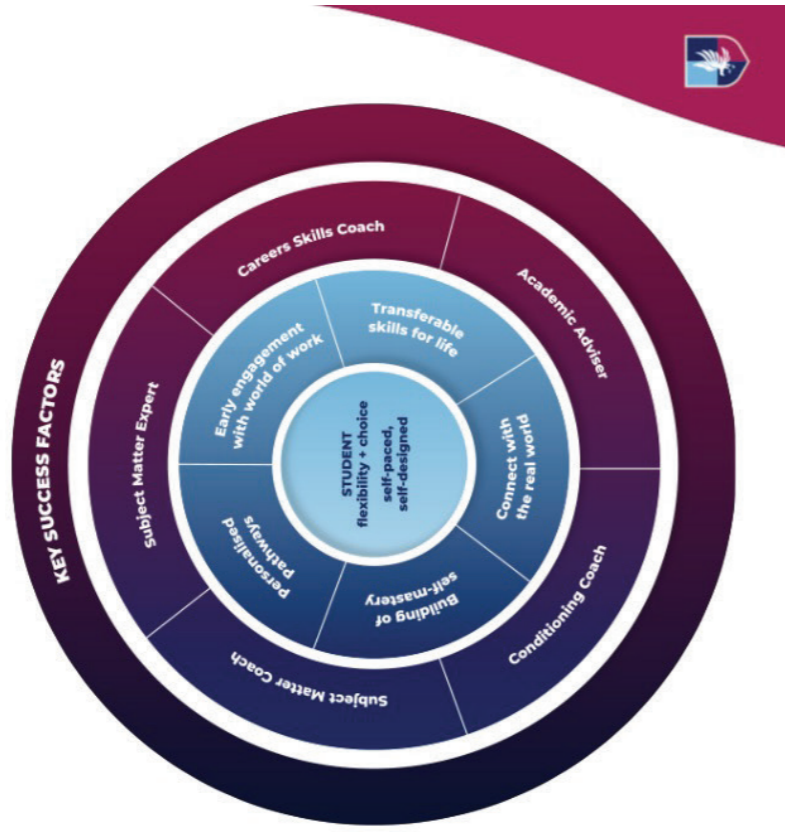 KEY SUCCESS FACTORS
Careers Skills Coach
Academic Adviser
Conditioning Coach
Subject Matter Coach
Subject Matter Expert
Transferable
skills for life
Connect with
the real world
Building of
self-mastery
Personalised
Pathways
Early engagement
with world of work
STUDENT
flexibility + choice
self-paced,
self-designed